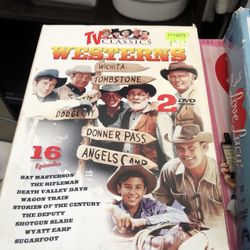 TV
CLASSICS
WESTERNS
WICHITA
TOMBSTONE
DODGE CITY
2 DVD
DONNER PASS
ANGELS CAMP
16
Episodes
BAT MASTERSON
THE RIFLEMAN
DEATH VALLEY DAYS
WAGON TRAIN
STORIES OF THE CENTURY
THE DEPUTY
SHOTGUN SLADE
WYATT EARP
SUGARFOOT